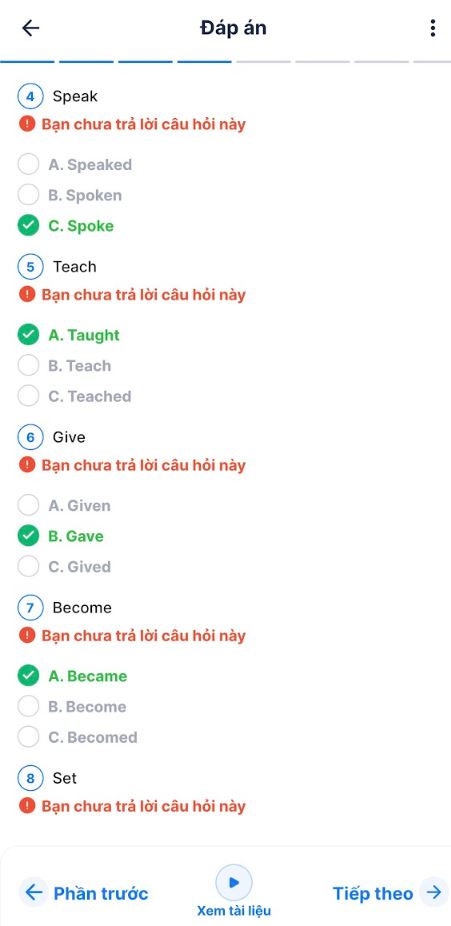 Đáp án
4 Speak
! Bạn chưa trả lời câu hỏi này
A. Speaked
B. Spoken
C. Spoke
5 Teach
! Bạn chưa trả lời câu hỏi này
A. Taught
B. Teach
C. Teached
6 Give
! Bạn chưa trả lời câu hỏi này
A. Given
B. Gave
C. Gived
7 Become
! Bạn chưa trả lời câu hỏi này
A. Became
B. Become
C. Becomed
8 Set
! Bạn chưa trả lời câu hỏi này
Phần trước
Xem tài liệu
Tiếp theo